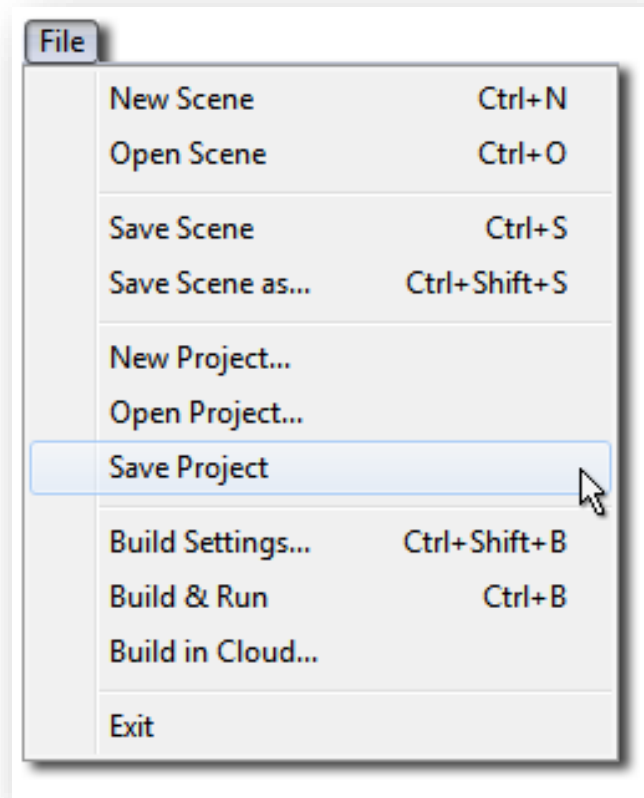 File
New Scene Ctrl+N
Open Scene Ctrl+O
Save Scene Ctrl+S
Save Scene as... Ctrl+Shift+S
New Project...
Open Project...
Save Project
Build Settings... Ctrl+Shift+B
Build & Run Ctrl+B
Build in Cloud...
Exit